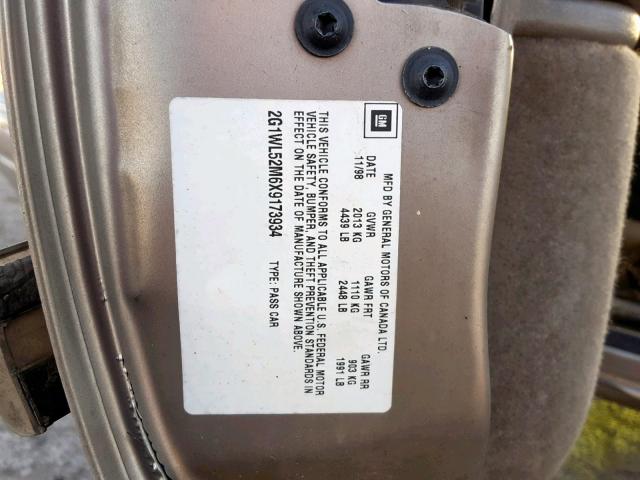 GM
MFD BY GENERAL MOTORS OF CANADA LTD.
DATE GVWR GAWR FRT GAWR RR
11/98 2013 KG 1110 KG 903 KG
4439 LB 2448 LB 1991 LB
THIS VEHICLE CONFORMS TO ALL APPLICABLE U.S. FEDERAL MOTOR
VEHICLE SAFETY, BUMPER, AND THEFT PREVENTION STANDARDS IN
EFFECT ON THE DATE OF MANUFACTURE SHOWN ABOVE.
2G1WL52M6X9173934 TYPE: PASS CAR